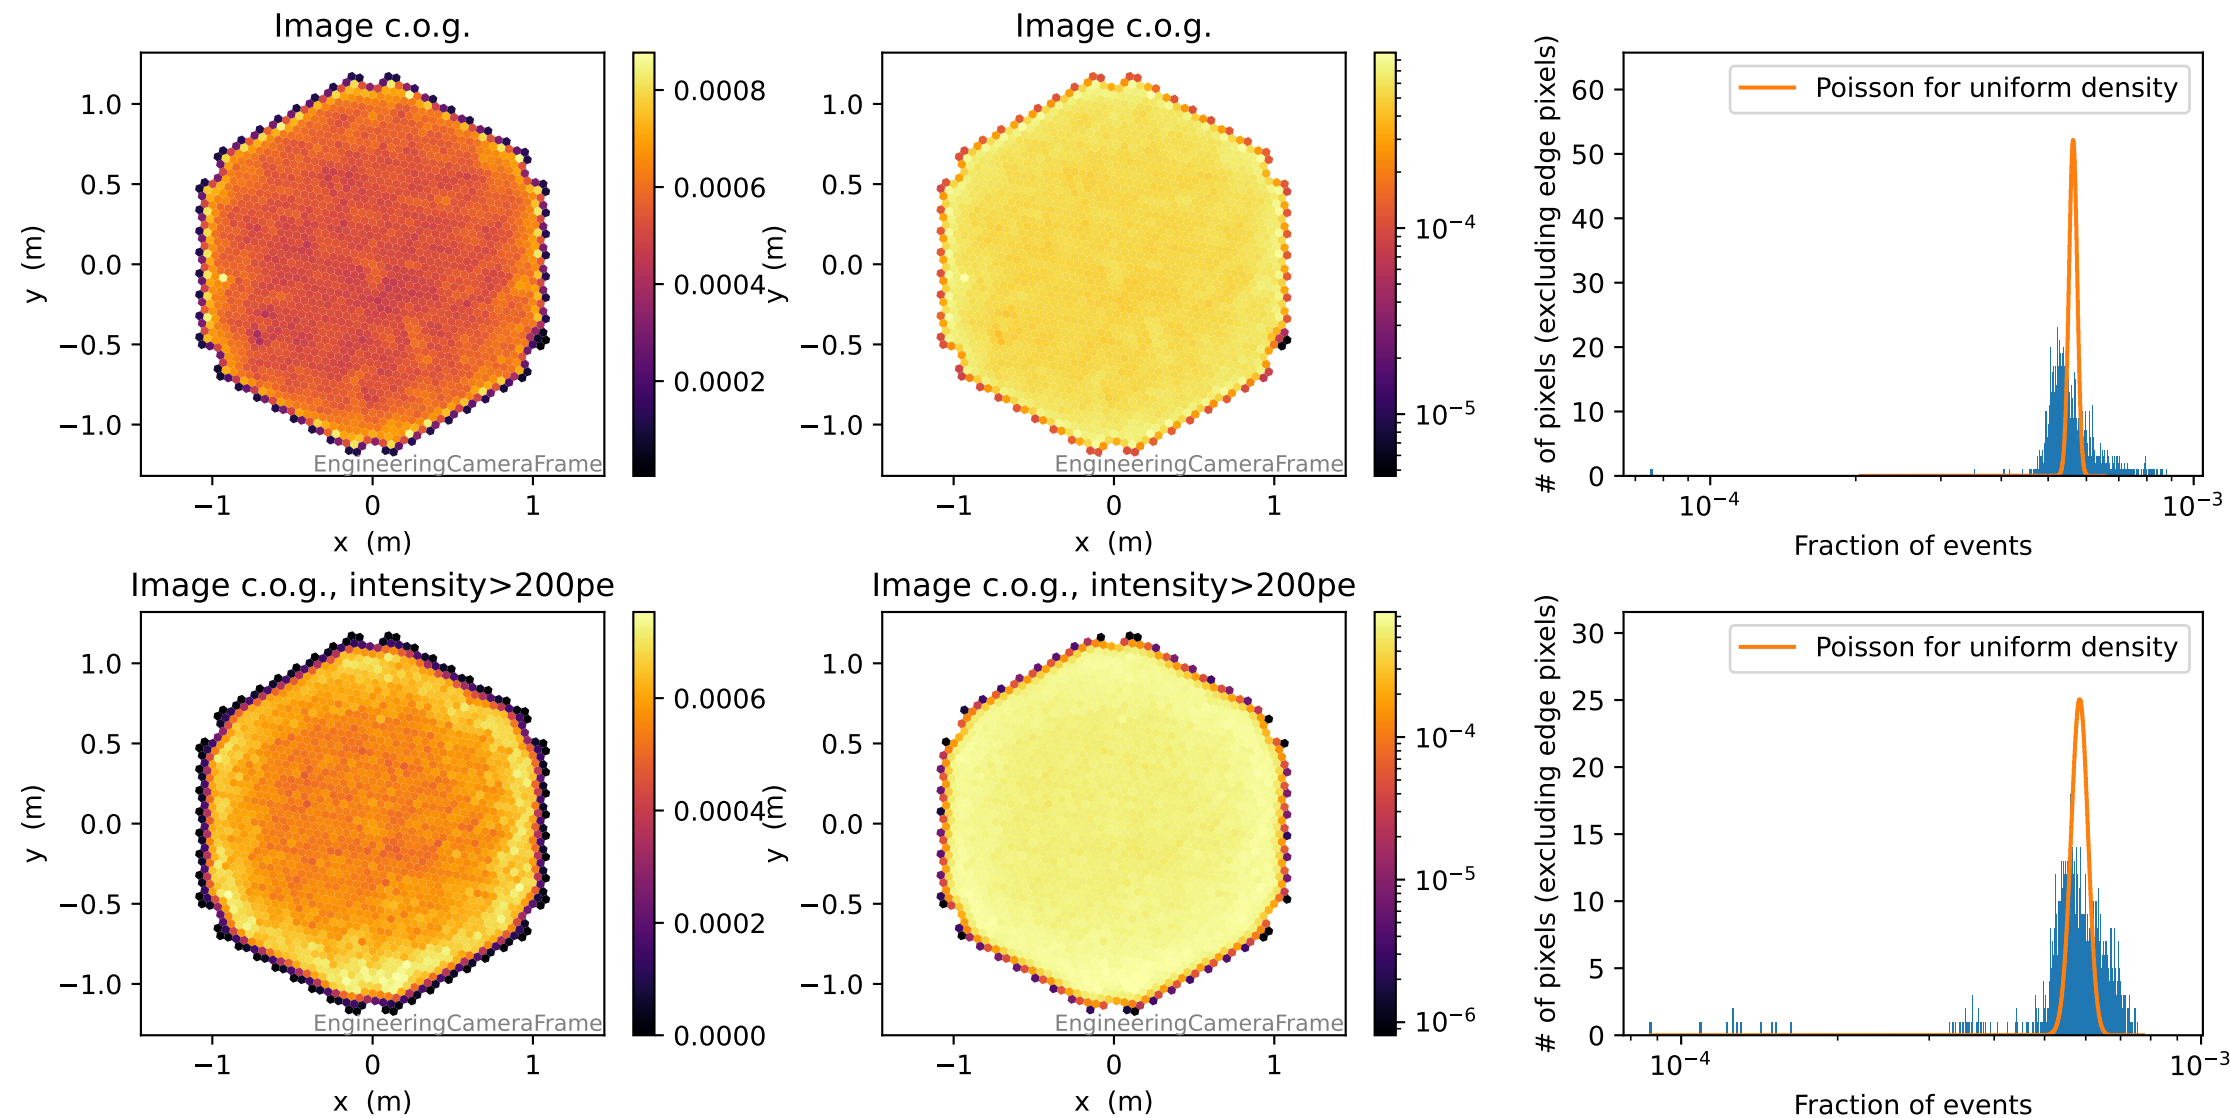 Image c.o.g.
1.0
0.5
0.0
−0.5
−1.0
y (m)
−1
0
1
x (m)
EngineeringCameraFrame
0.0008
0.0006
0.0004
0.0002
Image c.o.g.
1.0
0.5
0.0
−0.5
−1.0
y (m)
−1
0
1
x (m)
EngineeringCameraFrame
10⁻⁴
10⁻⁵
# of pixels (excluding edge pixels)
60
50
40
30
20
10
0
Poisson for uniform density
10⁻⁴
10⁻³
Fraction of events
Image c.o.g., intensity>200pe
1.0
0.5
0.0
−0.5
−1.0
y (m)
−1
0
1
x (m)
EngineeringCameraFrame
0.0006
0.0004
0.0002
0.0000
Image c.o.g., intensity>200pe
1.0
0.5
0.0
−0.5
−1.0
y (m)
−1
0
1
x (m)
EngineeringCameraFrame
10⁻⁴
10⁻⁵
10⁻⁶
# of pixels (excluding edge pixels)
30
25
20
15
10
5
0
Poisson for uniform density
10⁻⁴
10⁻³
Fraction of events